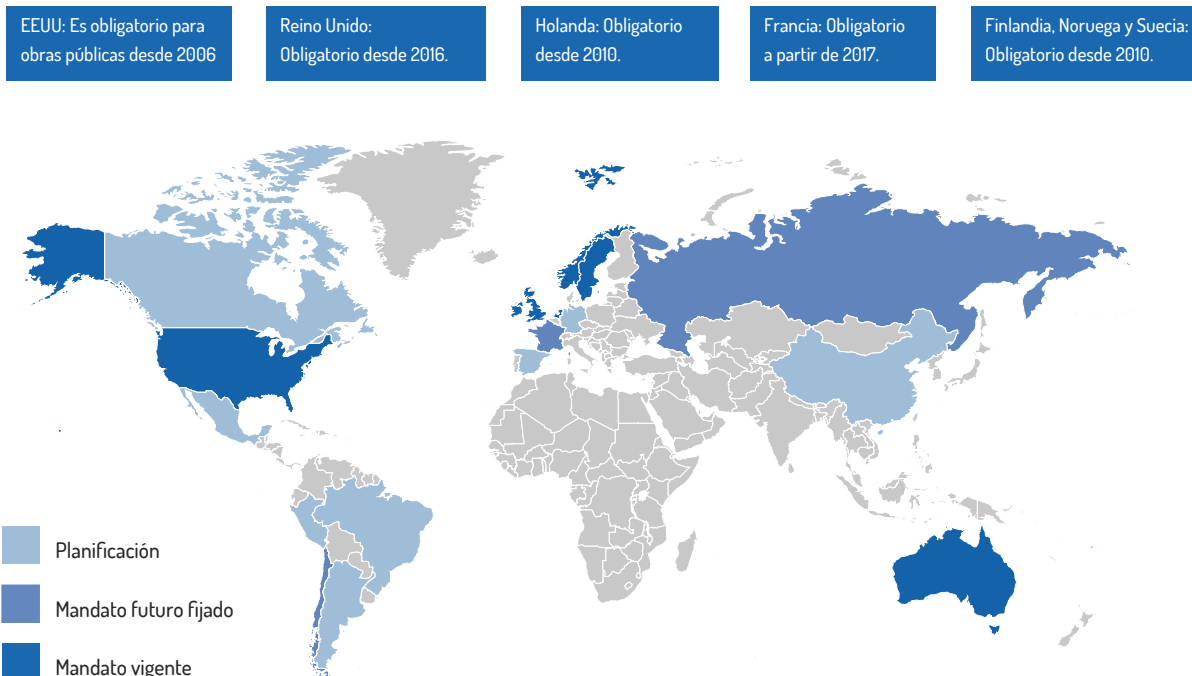 EEUU: Es obligatorio para
obras públicas desde 2006
Reino Unido:
Obligatorio desde 2016.
Holanda: Obligatorio
desde 2010.
Francia: Obligatorio
a partir de 2017.
Finlandia, Noruega y Suecia:
Obligatorio desde 2010.
Planificación
Mandato futuro fijado
Mandato vigente